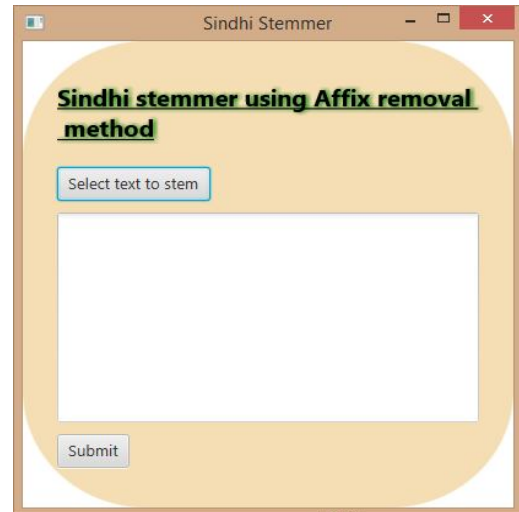 Sindhi Stemmer
Sindhi stemmer using Affix removal
method
Select text to stem
Submit